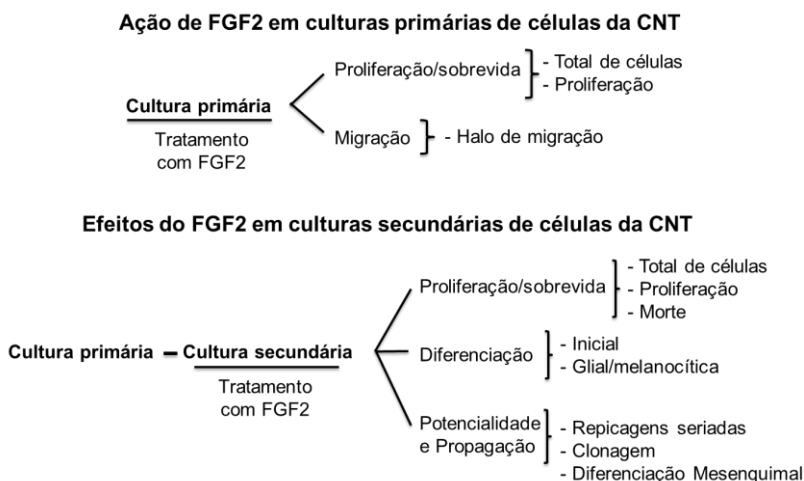 Ação de FGF2 em culturas primárias de células da CNT
Proliferação/sobrevida
- Total de células
- Proliferação
Cultura primária
Tratamento
com FGF2
Migração
- Halo de migração
Efeitos do FGF2 em culturas secundárias de células da CNT
Proliferação/sobrevida
- Total de células
- Proliferação
- Morte
Cultura primária – Cultura secundária
Tratamento
com FGF2
Diferenciação
- Inicial
- Glial/melanocítica
Potencialidade
e Propagação
- Repicagens seriadas
- Clonagem
- Diferenciação Mesenquimal